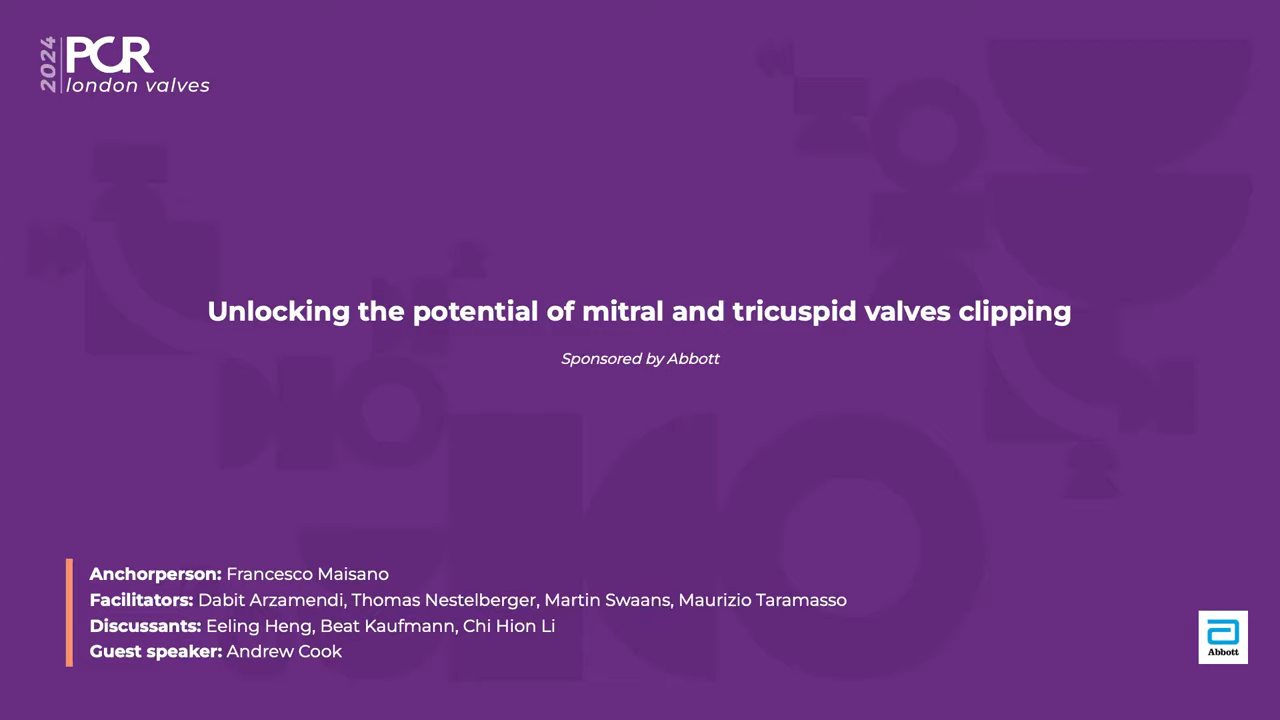 2024
PCR
london valves
Unlocking the potential of mitral and tricuspid valves clipping
Sponsored by Abbott
Anchorperson: Francesco Maisano
Facilitators: Dabit Arzamendi, Thomas Nestelberger, Martin Swaans, Maurizio Taramasso
Discussants: Eeling Heng, Beat Kaufmann, Chi Hion Li
Guest speaker: Andrew Cook
Abbott